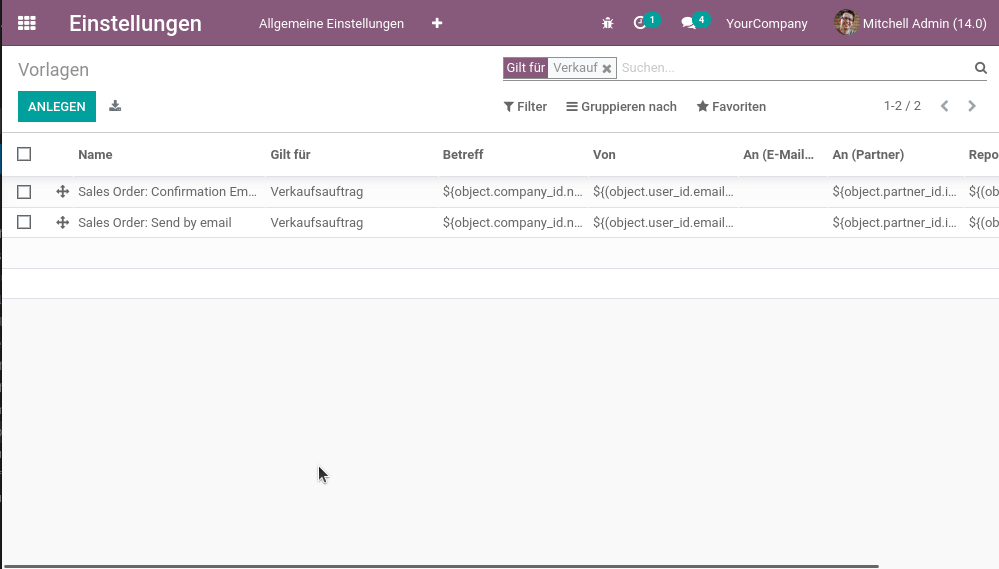 Einstellungen Allgemeine Einstellungen + 1 4 YourCompany Mitchell Admin (14.0)
Vorlagen Gilt für Verkauf Suchen...
ANLEGEN Filter Gruppieren nach Favoriten 1-2 / 2
Name Gilt für Betreff Von An (E-Mail... An (Partner) Repo
Sales Order: Confirmation Em... Verkaufsauftrag ${object.company_id.n... ${(object.user_id.email... ${object.partner_id.i... ${(ob
Sales Order: Send by email Verkaufsauftrag ${object.company_id.n... ${(object.user_id.email... ${object.partner_id.i... ${(ob